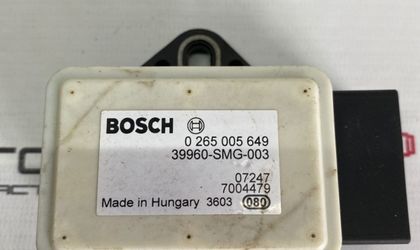 BOSCH
0 265 005 649
39960-SMG-003
07247
7004479
Made in Hungary 3603 080